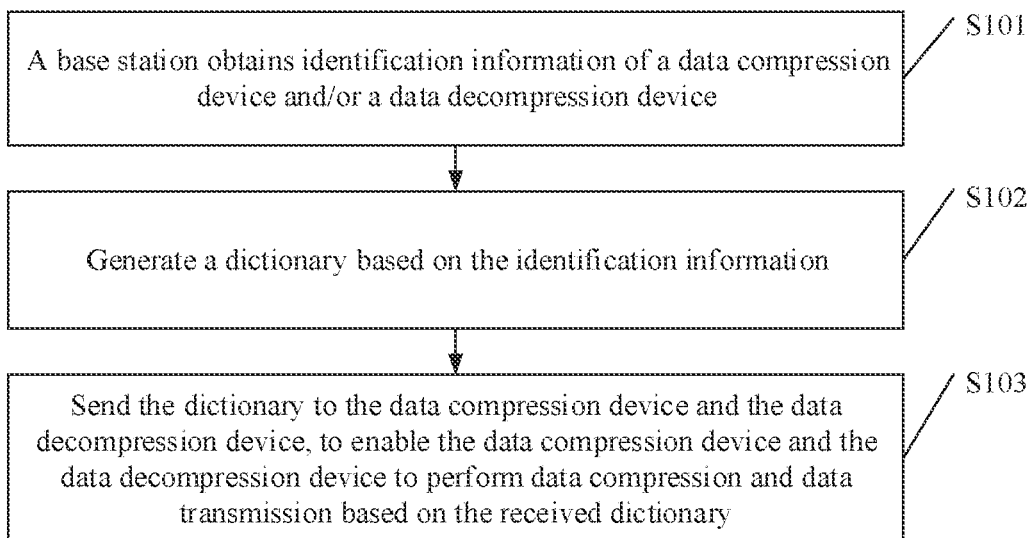 S101
A base station obtains identification information of a data compression
device and/or a data decompression device
S102
Generate a dictionary based on the identification information
S103
Send the dictionary to the data compression device and the data
decompression device, to enable the data compression device and the
data decompression device to perform data compression and data
transmission based on the received dictionary